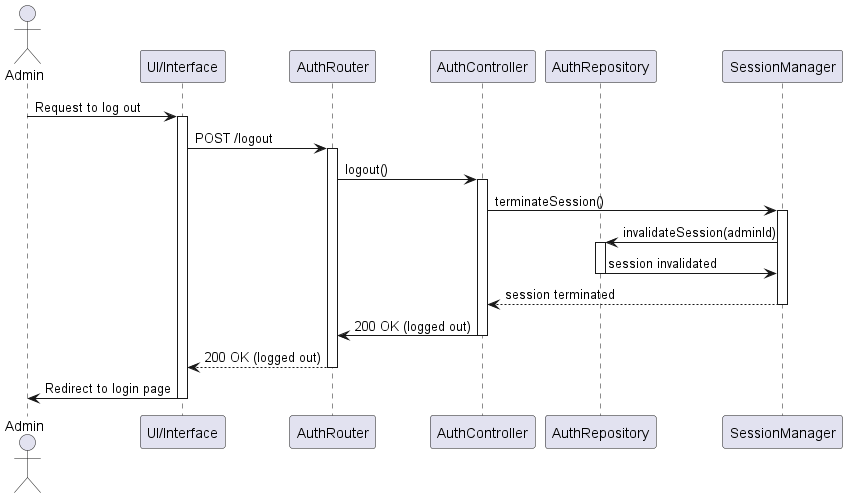 Admin
UI/Interface
AuthRouter
AuthController
AuthRepository
SessionManager
Request to log out
POST /logout
logout()
terminateSession()
invalidateSession(adminId)
session invalidated
session terminated
200 OK (logged out)
200 OK (logged out)
Redirect to login page
Admin
UI/Interface
AuthRouter
AuthController
AuthRepository
SessionManager